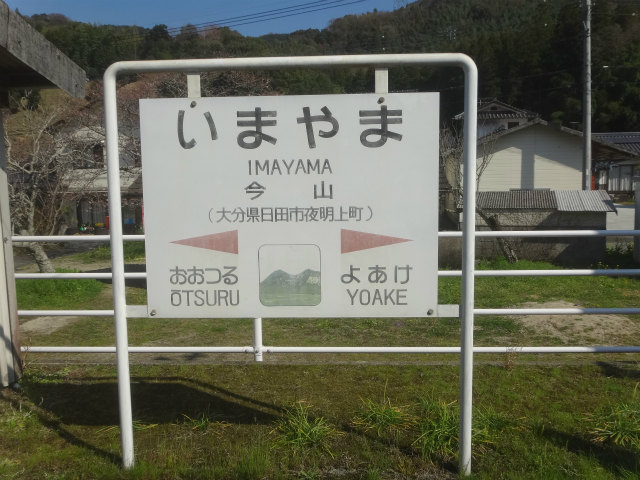 いまやま
IMAYAMA
今山
(大分県日田市夜明上町)
おおつる よあけ
ŌTSURU YOAKE